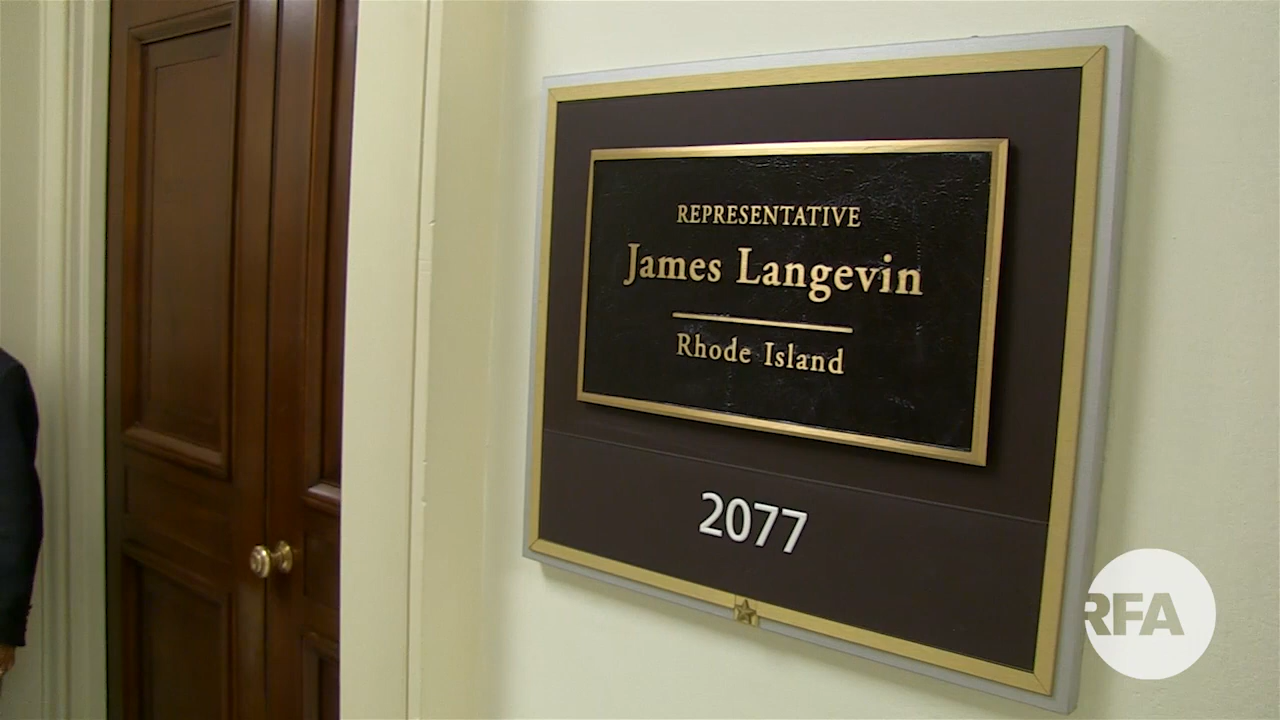 REPRESENTATIVE
James Langevin
Rhode Island
2077
RFA